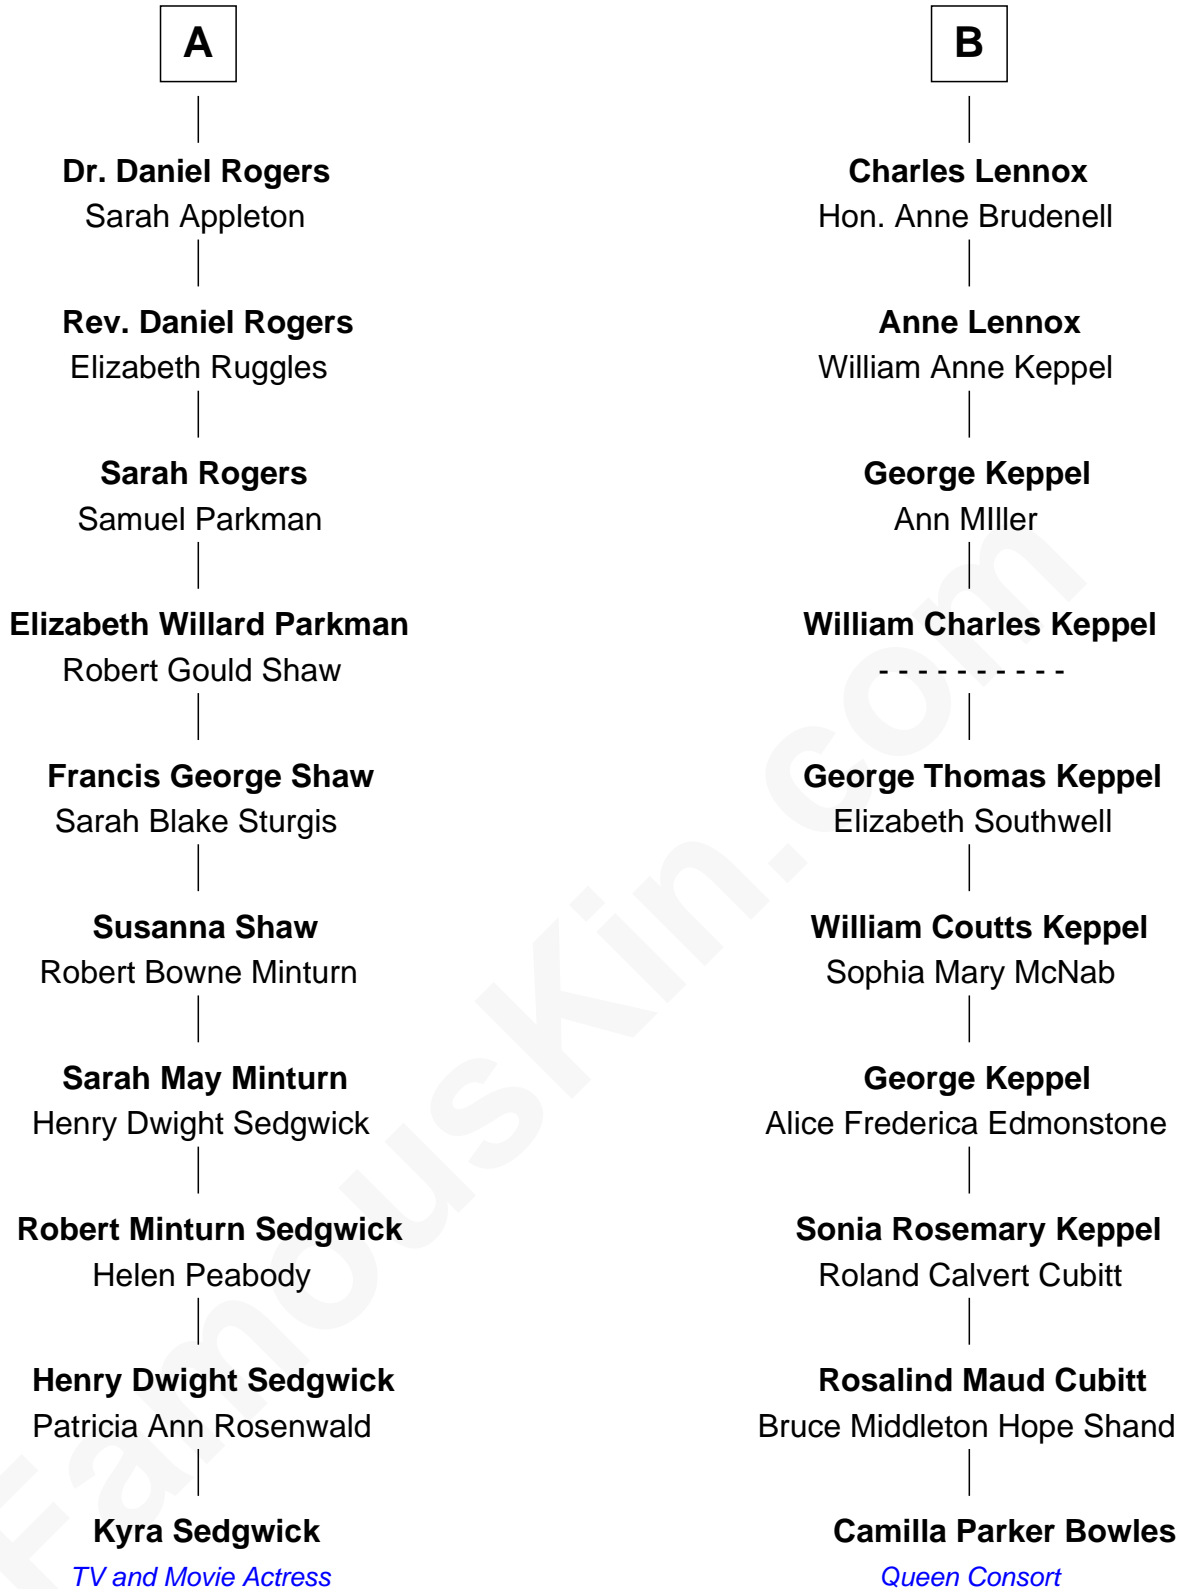 A
Dr. Daniel Rogers
Sarah Appleton
Rev. Daniel Rogers
Elizabeth Ruggles
Sarah Rogers
Samuel Parkman
Elizabeth Willard Parkman
Robert Gould Shaw
Francis George Shaw
Sarah Blake Sturgis
Susanna Shaw
Robert Bowne Minturn
Sarah May Minturn
Henry Dwight Sedgwick
Robert Minturn Sedgwick
Helen Peabody
Henry Dwight Sedgwick
Patricia Ann Rosenwald
Kyra Sedgwick
TV and Movie Actress
B
Charles Lennox
Hon. Anne Brudenell
Anne Lennox
William Anne Keppel
George Keppel
Ann MIller
William Charles Keppel
- - - - - - - - - -
George Thomas Keppel
Elizabeth Southwell
William Coutts Keppel
Sophia Mary McNab
George Keppel
Alice Frederica Edmonstone
Sonia Rosemary Keppel
Roland Calvert Cubitt
Rosalind Maud Cubitt
Bruce Middleton Hope Shand
Camilla Parker Bowles
Queen Consort
FamousKin.com